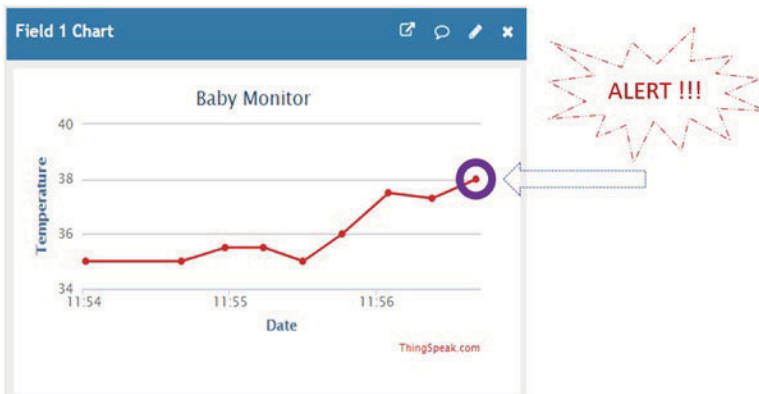 Field 1 Chart
ALERT !!!
Baby Monitor
Temperature
40
38
36
34
11:54 11:55 11:56
Date
ThingSpeak.com